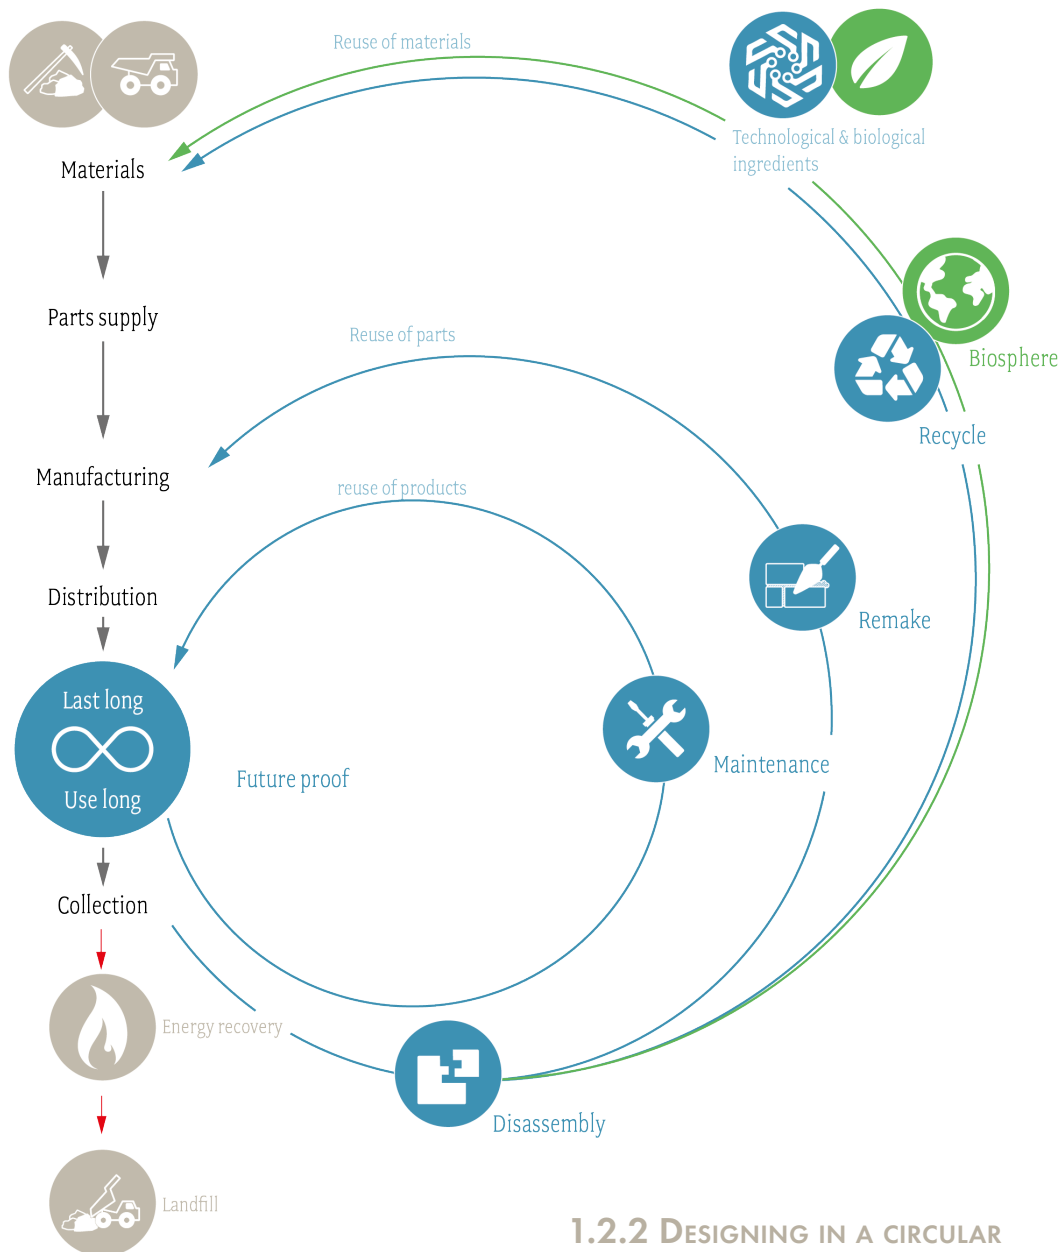 Reuse of materials
Technological & biological
ingredients
Materials
Parts supply
Reuse of parts
Biosphere
Recycle
Manufacturing
reuse of products
Distribution
Remake
Last long
Use long
Future proof
Maintenance
Collection
Energy recovery
Disassembly
Landfill
1.2.2 DESIGNING IN A CIRCULAR